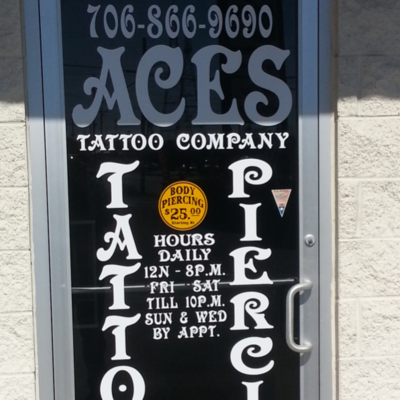 706-866-9690
ACES
TATTOO COMPANY
TATTO
BODY
PIERCING
$25.00
HOURS
DAILY
12N - 8P.M.
FRI SAT
TILL 10P.M.
SUN & WED
BY APPT.
PIERCI